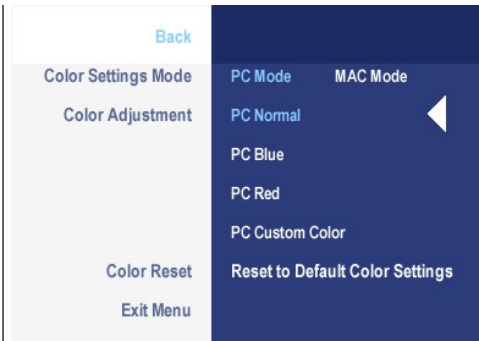 Back
Color Settings Mode PC Mode MAC Mode
Color Adjustment PC Normal
PC Blue
PC Red
PC Custom Color
Color Reset Reset to Default Color Settings
Exit Menu